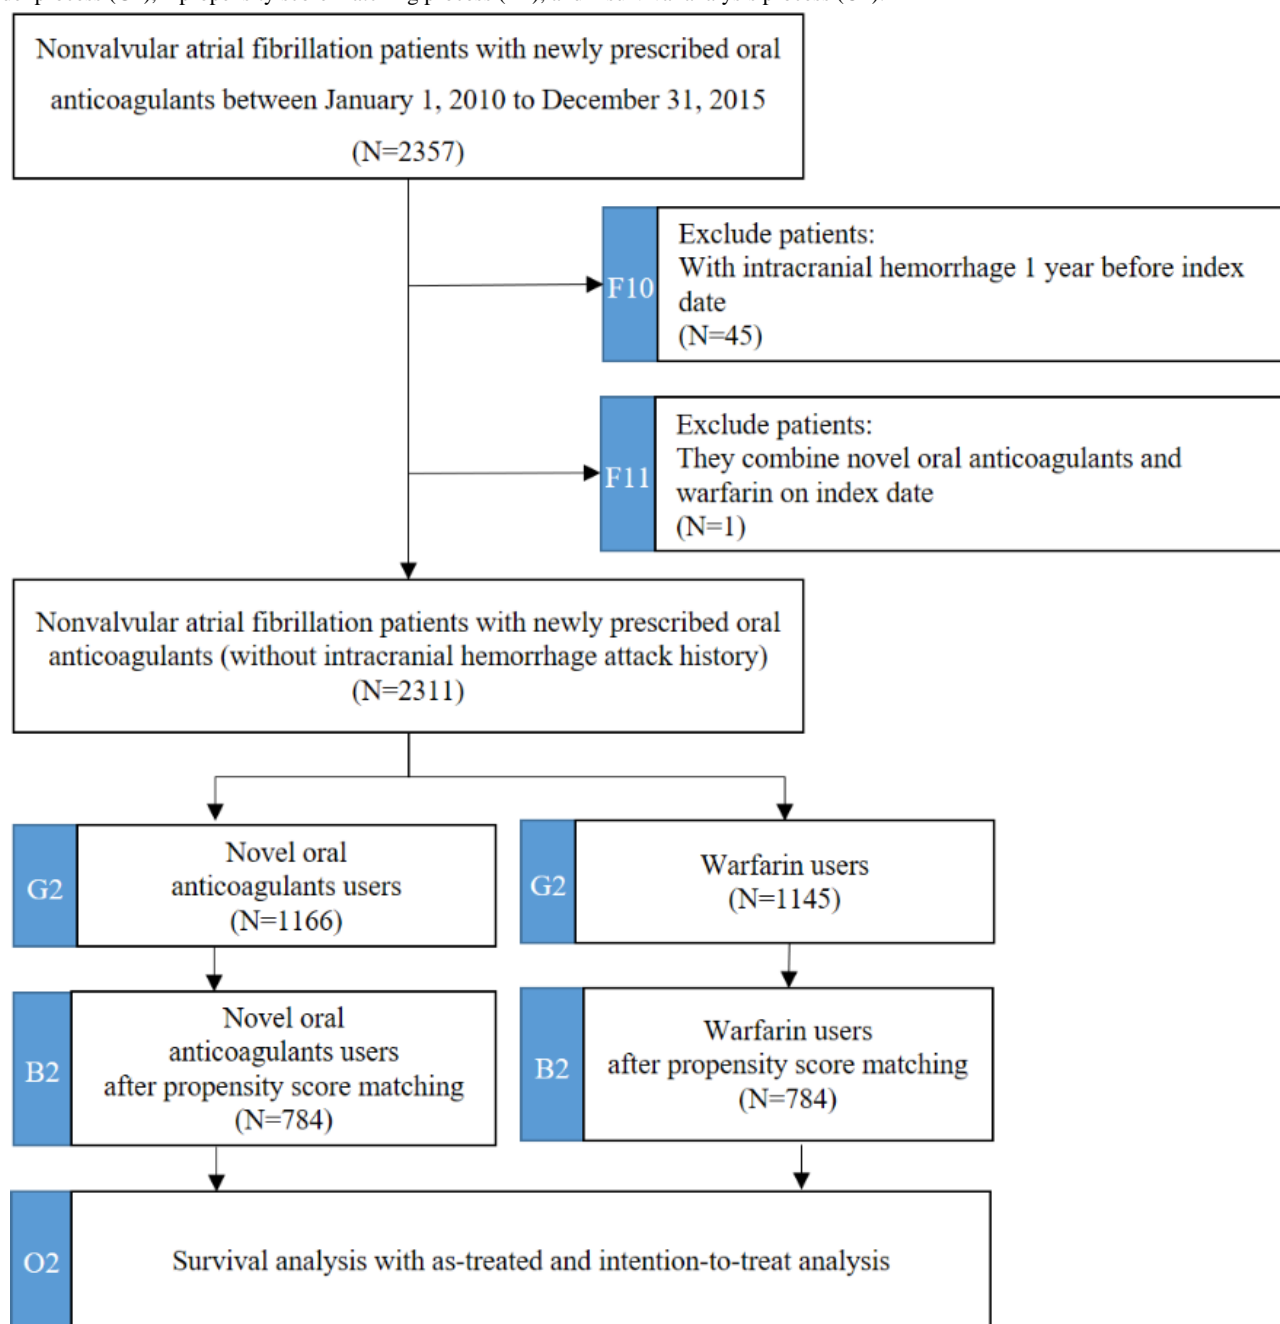 Nonvalvular atrial fibrillation patients with newly prescribed oral
anticoagulants between January 1, 2010 to December 31, 2015
(N=2357)
F10
Exclude patients:
With intracranial hemorrhage 1 year before index
date
(N=45)
F11
Exclude patients:
They combine novel oral anticoagulants and
warfarin on index date
(N=1)
Nonvalvular atrial fibrillation patients with newly prescribed oral
anticoagulants (without intracranial hemorrhage attack history)
(N=2311)
G2
Novel oral
anticoagulants users
(N=1166)
G2
Warfarin users
(N=1145)
B2
Novel oral
anticoagulants users
after propensity score matching
(N=784)
B2
Warfarin users
after propensity score matching
(N=784)
O2
Survival analysis with as-treated and intention-to-treat analysis